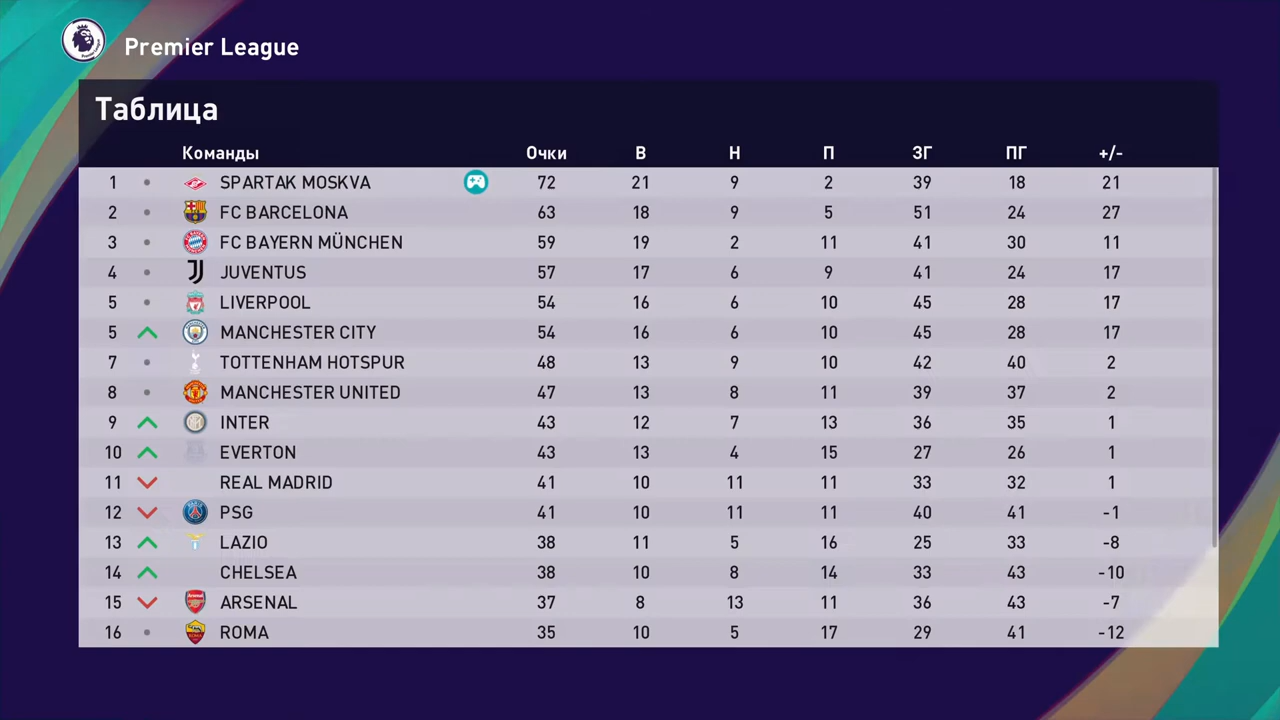 Premier League
Таблица
Команды Очки В Н П ЗГ ПГ +/-
1 SPARTAK MOSKVA 72 21 9 2 39 18 21
2 FC BARCELONA 63 18 9 5 51 24 27
3 FC BAYERN MÜNCHEN 59 19 2 11 41 30 11
4 JUVENTUS 57 17 6 9 41 24 17
5 LIVERPOOL 54 16 6 10 45 28 17
5 MANCHESTER CITY 54 16 6 10 45 28 17
7 TOTTENHAM HOTSPUR 48 13 9 10 42 40 2
8 MANCHESTER UNITED 47 13 8 11 39 37 2
9 INTER 43 12 7 13 36 35 1
10 EVERTON 43 13 4 15 27 26 1
11 REAL MADRID 41 10 11 11 33 32 1
12 PSG 41 10 11 11 40 41 -1
13 LAZIO 38 11 5 16 25 33 -8
14 CHELSEA 38 10 8 14 33 43 -10
15 ARSENAL 37 8 13 11 36 43 -7
16 ROMA 35 10 5 17 29 41 -12